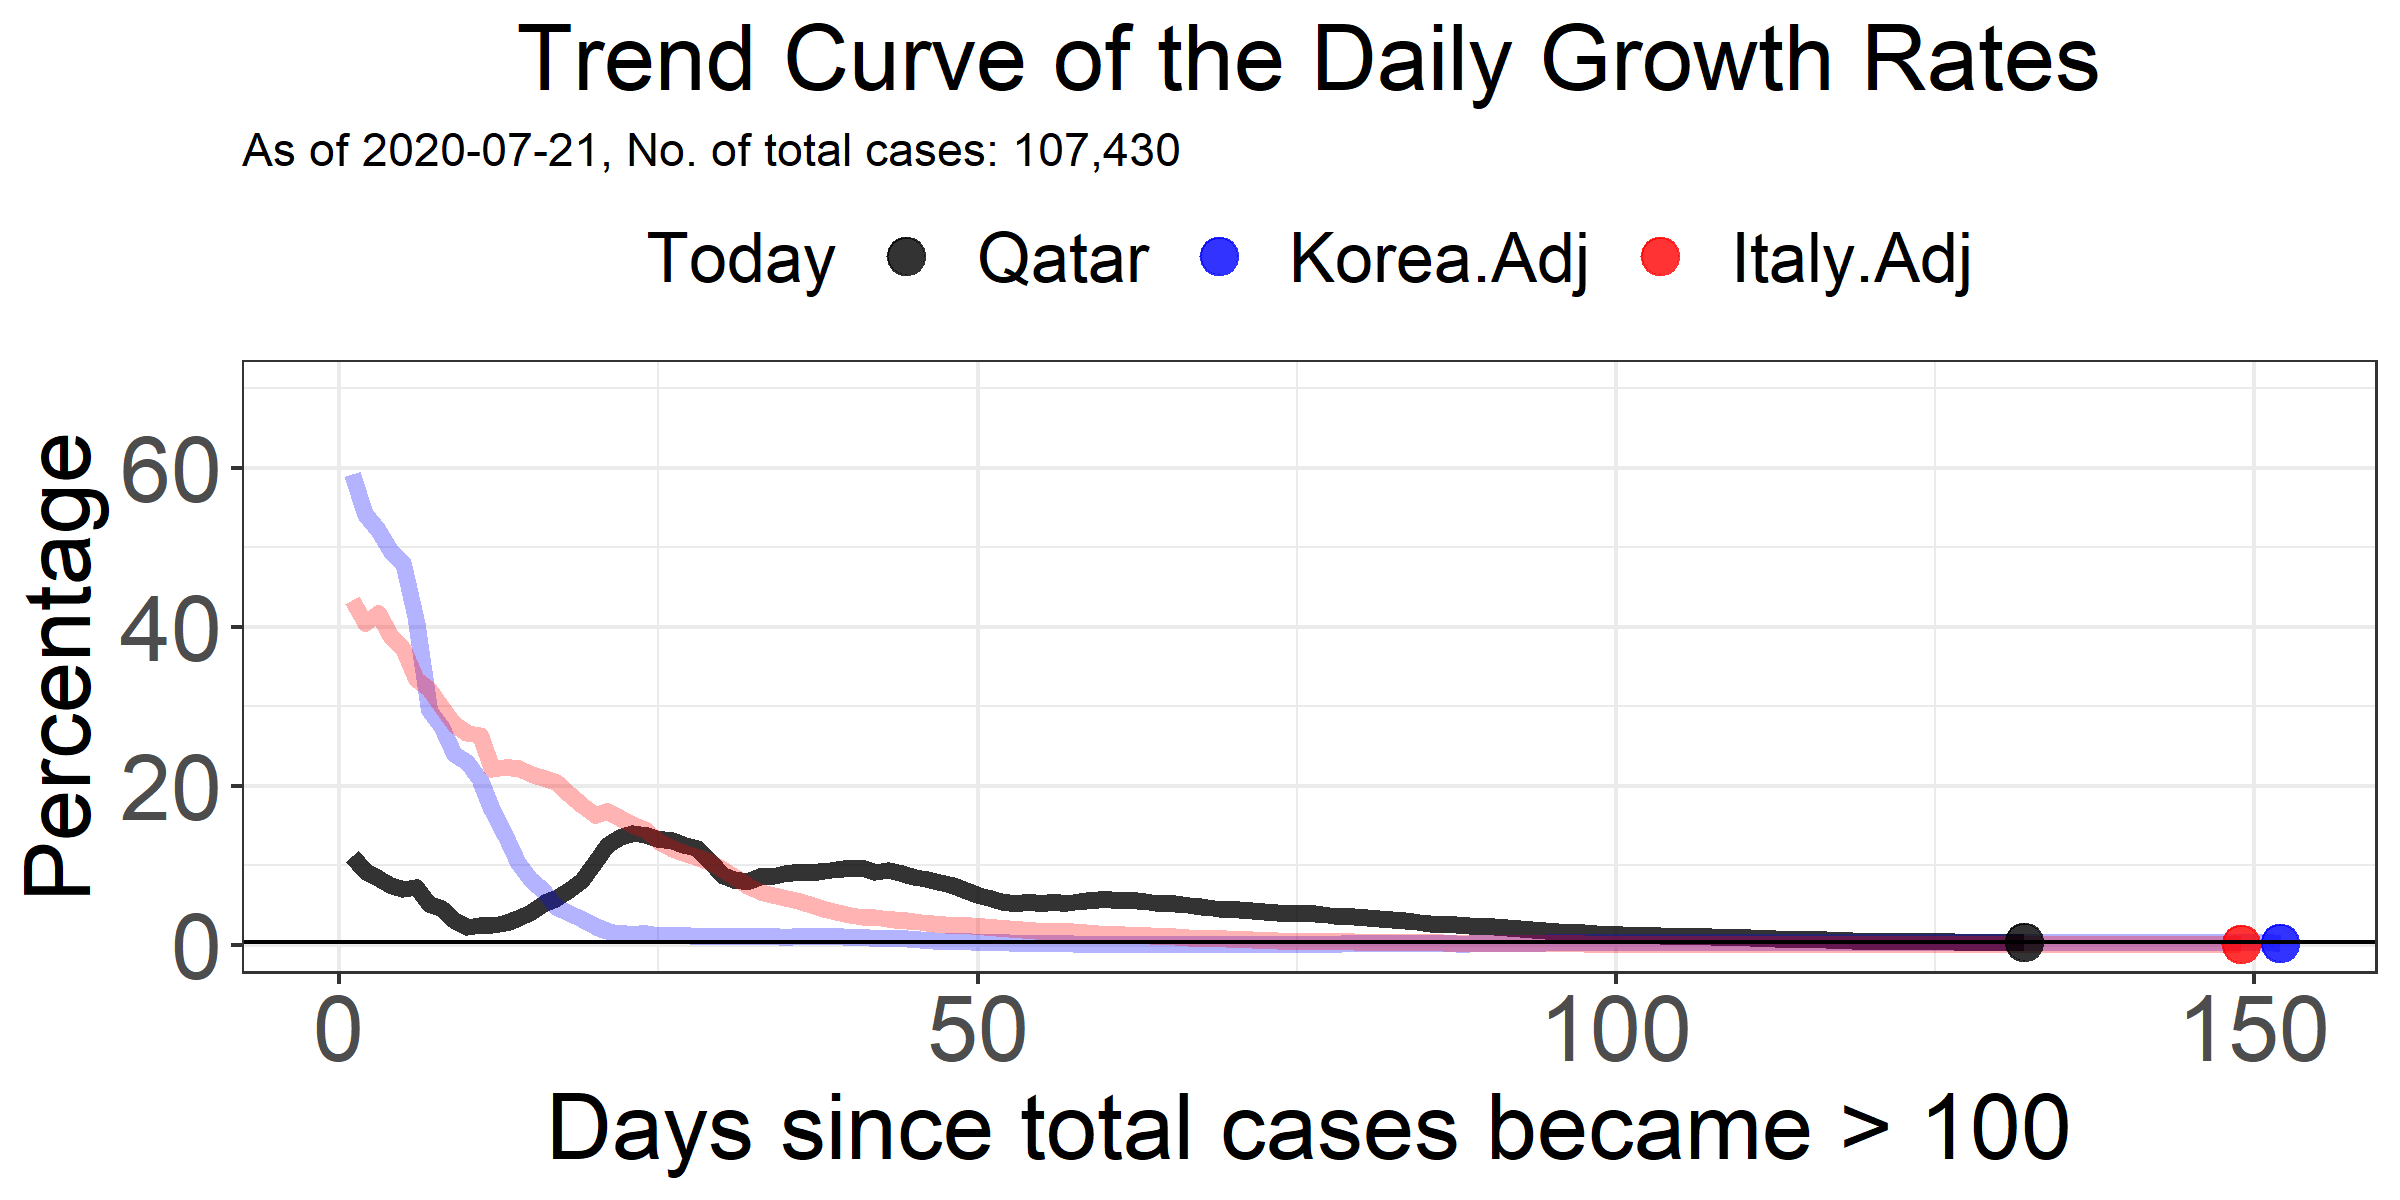 Trend Curve of the Daily Growth Rates
As of 2020-07-21, No. of total cases: 107,430
Today Qatar Korea.Adj Italy.Adj
Percentage
60
40
20
0
0 50 100 150
Days since total cases became > 100